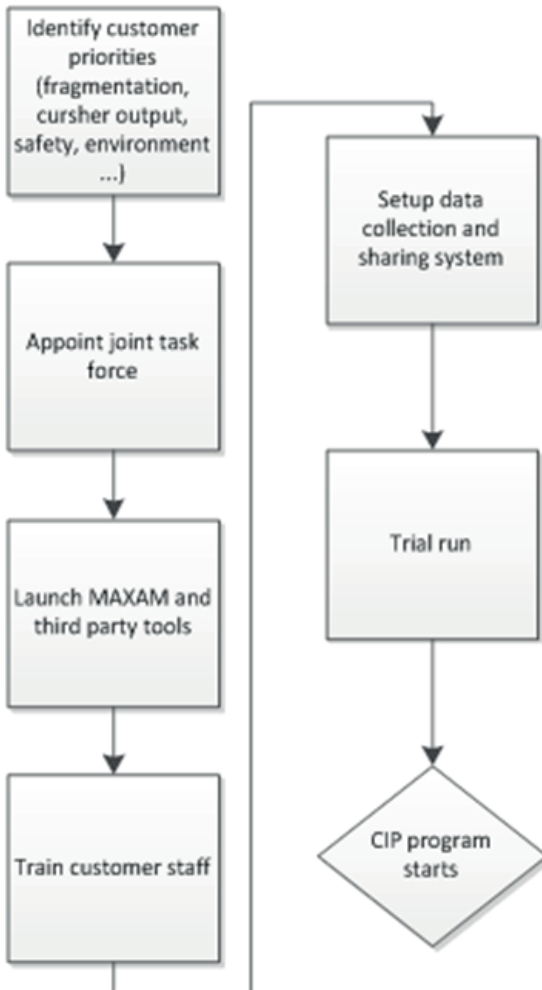 Identify customer
priorities
(fragmentation,
cursher output,
safety, environment
...)
Appoint joint task
force
Launch MAXAM and
third party tools
Train customer staff
Setup data
collection and
sharing system
Trial run
CIP program
starts